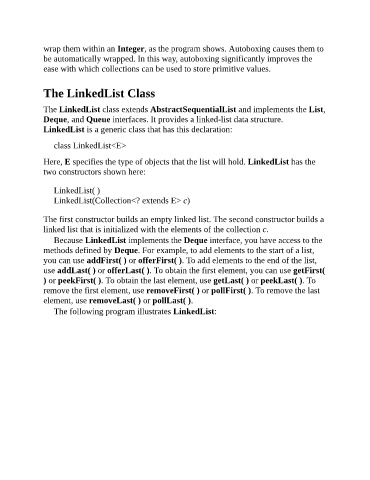 wrap them within an Integer, as the program shows. Autoboxing causes them to
be automatically wrapped. In this way, autoboxing significantly improves the
ease with which collections can be used to store primitive values.
The LinkedList Class
The LinkedList class extends AbstractSequentialList and implements the List,
Deque, and Queue interfaces. It provides a linked-list data structure.
LinkedList is a generic class that has this declaration:
class LinkedList<E>
Here, E specifies the type of objects that the list will hold. LinkedList has the
two constructors shown here:
LinkedList( )
LinkedList(Collection<? extends E> c)
The first constructor builds an empty linked list. The second constructor builds a
linked list that is initialized with the elements of the collection c.
Because LinkedList implements the Deque interface, you have access to the
methods defined by Deque. For example, to add elements to the start of a list,
you can use addFirst( ) or offerFirst( ). To add elements to the end of the list,
use addLast( ) or offerLast( ). To obtain the first element, you can use getFirst(
) or peekFirst( ). To obtain the last element, use getLast( ) or peekLast( ). To
remove the first element, use removeFirst( ) or pollFirst( ). To remove the last
element, use removeLast( ) or pollLast( ).
The following program illustrates LinkedList: